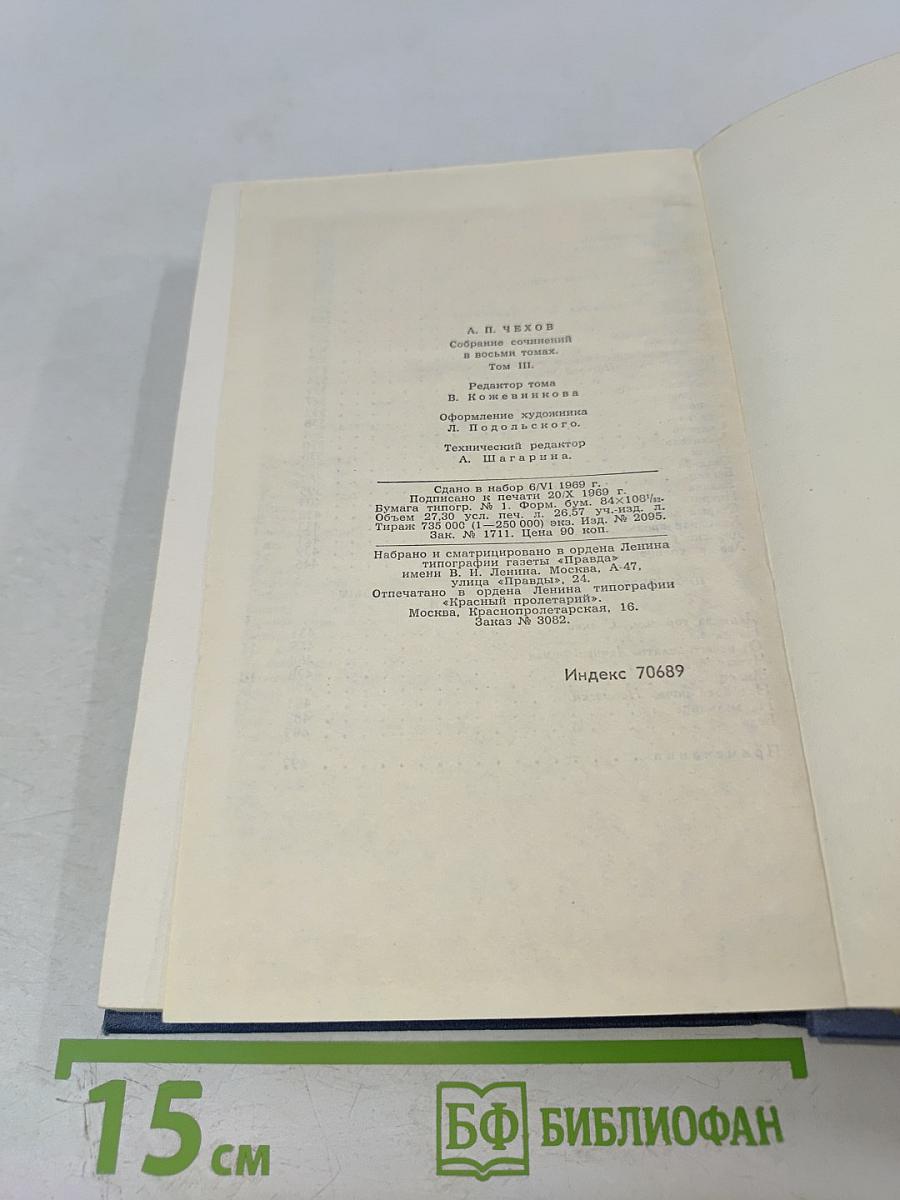 А. П. ЧЕХОВ
Собрание сочинений
в восьми томах.
Том III.
Редактор тома
В. Кожевникова
Оформление художника
Л. Подольского.
Технический редактор
А. Шагарина.
Сдано в набор 6/VI 1969 г.
Подписано к печати 20/X 1969 г.
Бумага типогр. № 1. Форм. бум. 84×108¹/₃₂.
Объем 27,30 усл. печ. л. 26,57 уч.-изд. л.
Тираж 735 000 (1—250 000) экз. Изд. № 2095.
Зак. № 1711. Цена 90 коп.
Набрано и сматрицировано в ордена Ленина
типографии газеты «Правда»
имени В. И. Ленина. Москва, А-47,
улица «Правды», 24.
Отпечатано в ордена Ленина типографии
«Красный пролетарий».
Москва, Краснопролетарская, 16.
Заказ № 3082.
Индекс 70689
15 см
БФ БИБЛИОФАН